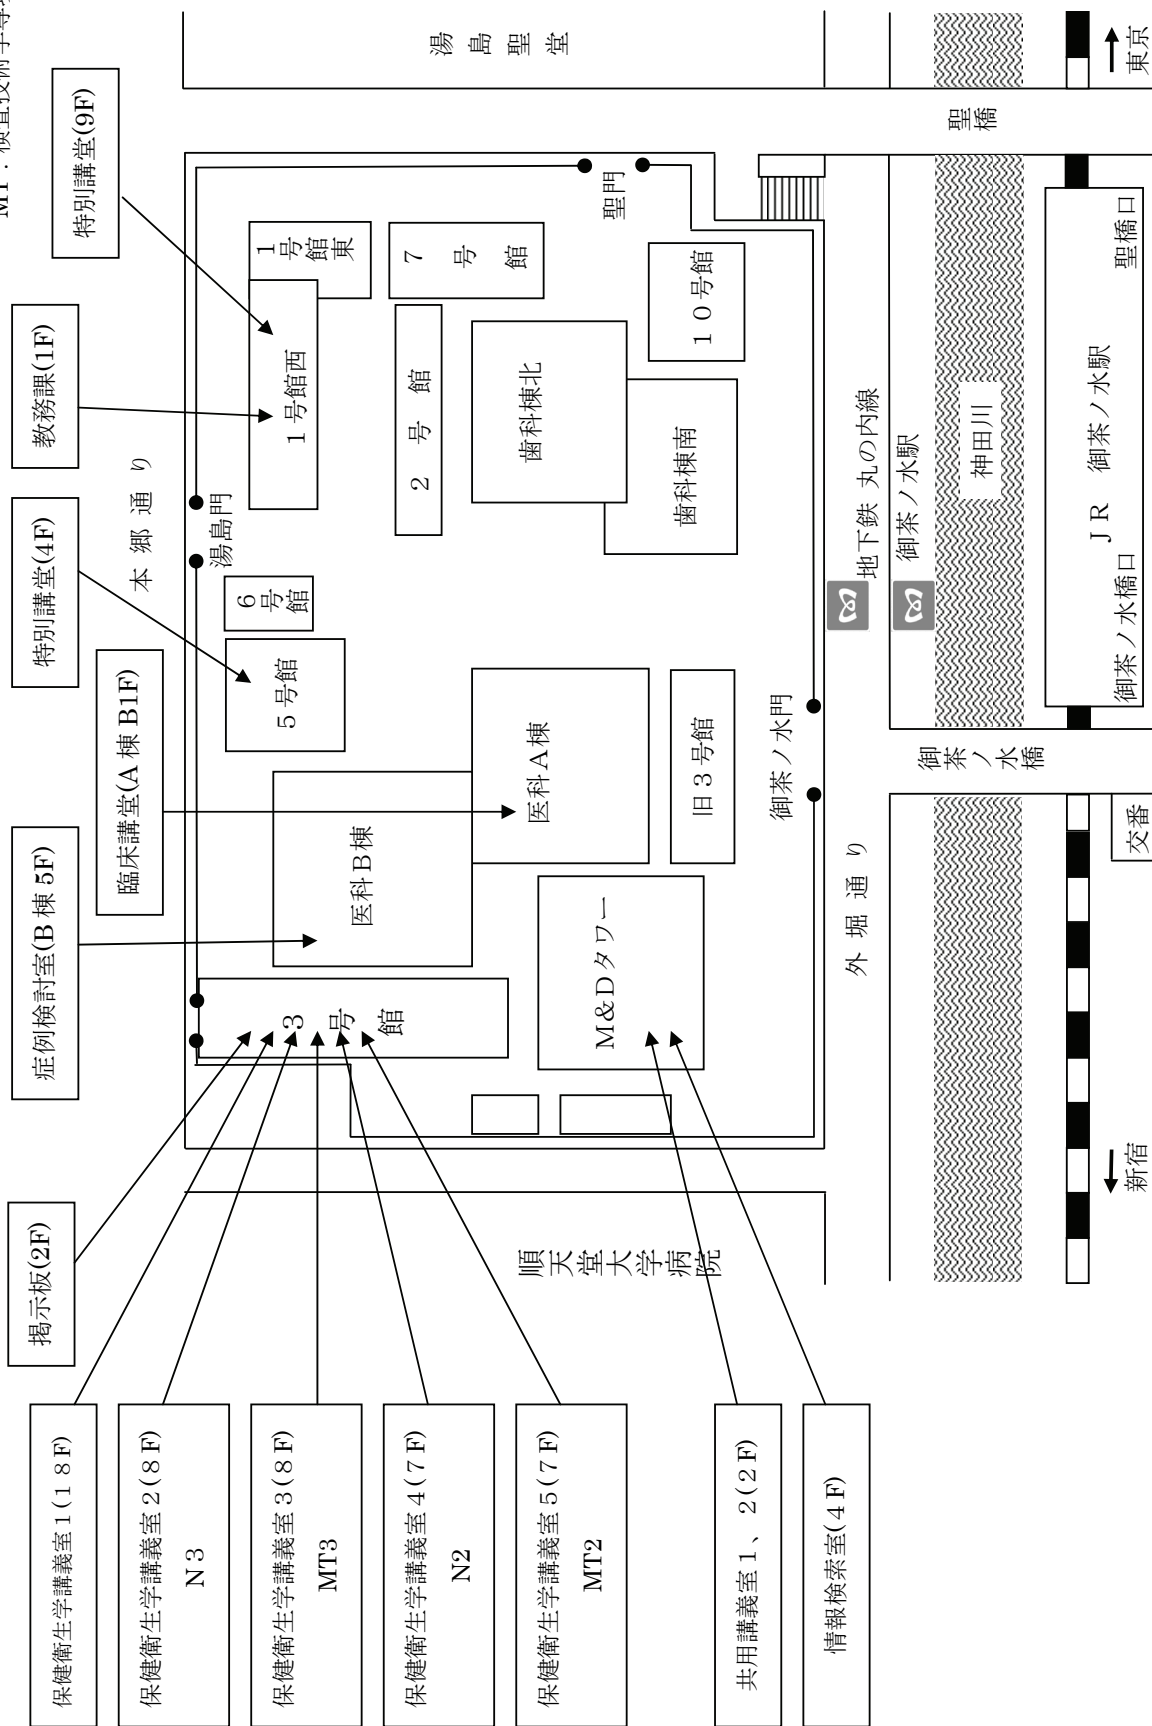 MT：検査技術学専
保健衛生学講義室１(１８F)
掲示板(2F)
症例検討室(B 棟 5F)
特別講堂(4F)
教務課(1F)
特別講堂(9F)
臨床講堂(A 棟 B1F)
保健衛生学講義室２(８F)
Ｎ３
本 郷 通 り
湯島門
３号館
医科Ｂ棟
５号館
６号館
１号館西
１号館東
保健衛生学講義室３(８F)
MT3
２号館
７号館
保健衛生学講義室４(７F)
N2
湯島聖堂
順天堂大学病院
医科Ａ棟
歯科棟北
保健衛生学講義室５(７F)
MT2
M&Dタワー
旧３号館
歯科棟南
１０号館
聖門
共用講義室１、２(２F)
御茶ノ水門
情報検索室(４F)
外 堀 通 り
地下鉄 丸の内線
御茶ノ水駅
御茶ノ水橋
神田川
聖橋
ＪＲ 御茶ノ水駅
御茶ノ水橋口
聖橋口
新宿
交番
東京